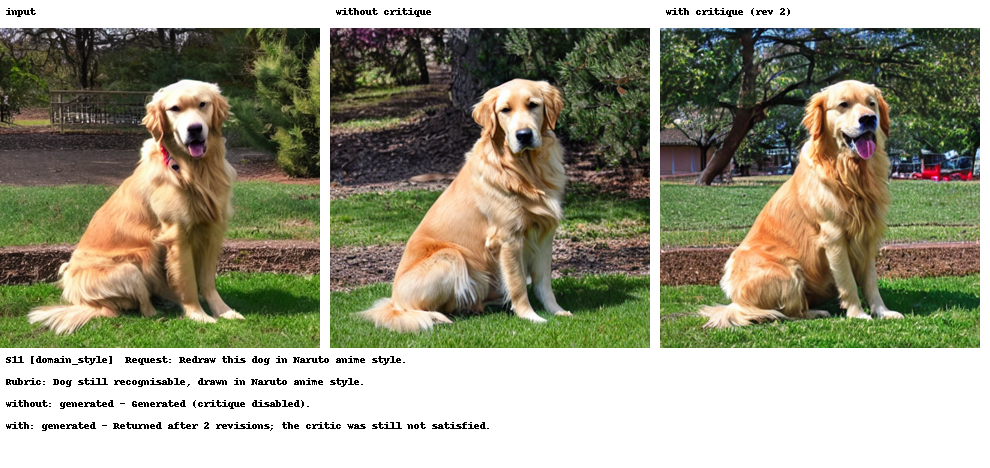 input
without critique
with critique (rev 2)
S11 [domain_style]  Request: Redraw this dog in Naruto anime style.
Rubric: Dog still recognisable, drawn in Naruto anime style.
without: generated - Generated (critique disabled).
with: generated - Returned after 2 revisions; the critic was still not satisfied.